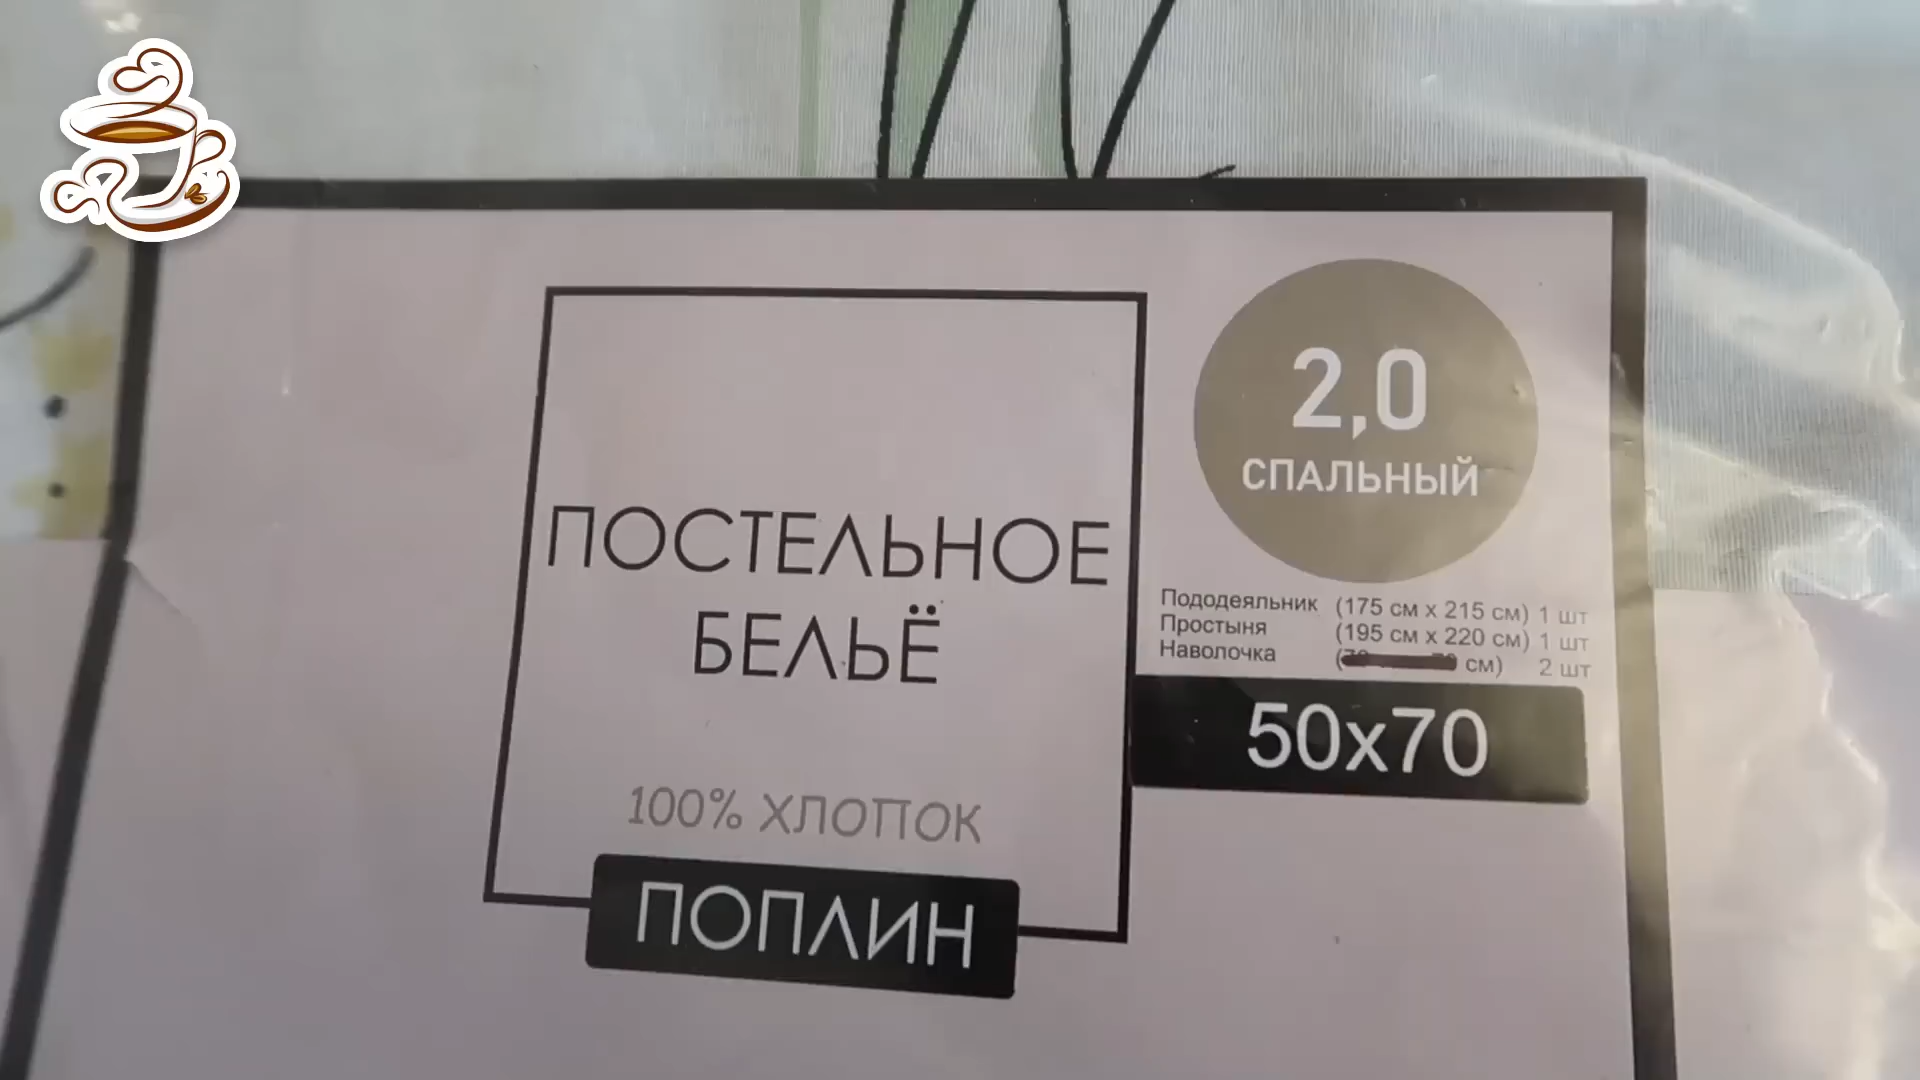 2,0
СПАЛЬНЫЙ
ПОСТЕЛЬНОЕ
БЕЛЬЁ
Пододеяльник (175 см х 215 см) 1 шт
Простыня (195 см х 220 см) 1 шт
Наволочка ( см) 2 шт
50х70
100% ХЛОПОК
ПОПЛИН